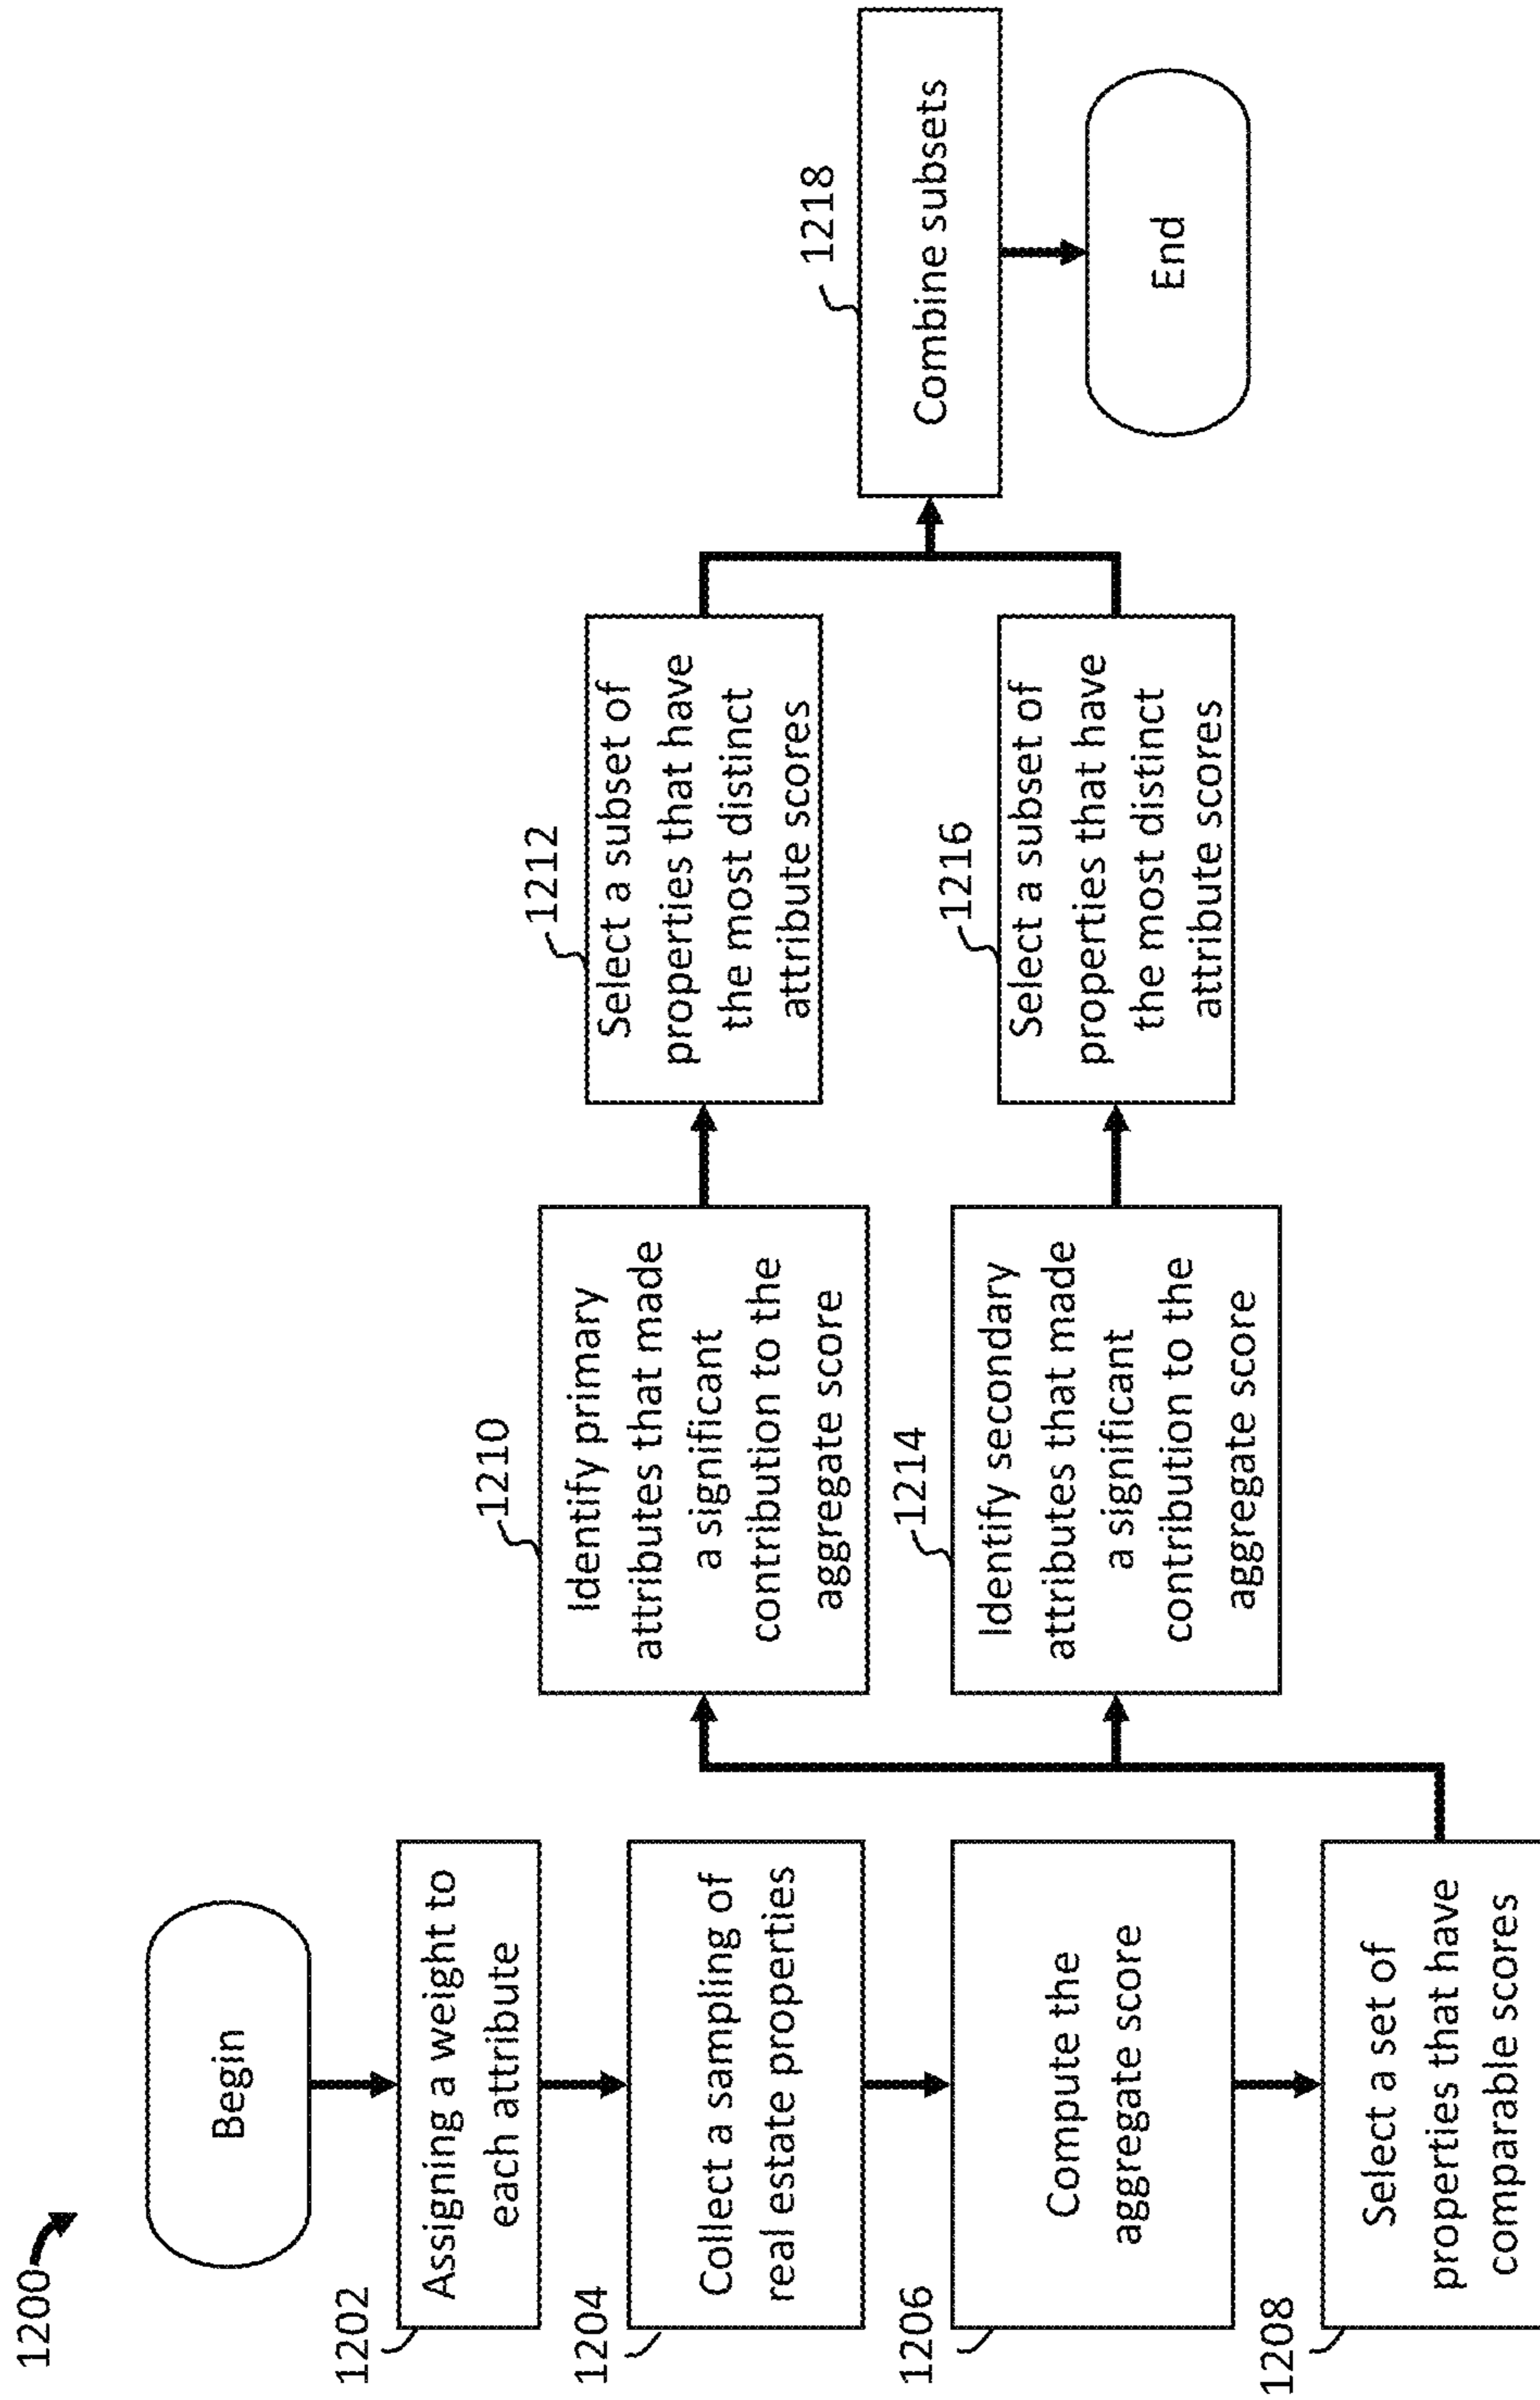 1200
Begin
1202
Assigning a weight to
each attribute
1204
Collect a sampling of
real estate properties
1206
Compute the
aggregate score
1208
Select a set of
properties that have
comparable scores
1210
Identify primary
attributes that made
a significant
contribution to the
aggregate score
1212
Select a subset of
properties that have
the most distinct
attribute scores
1214
Identify secondary
attributes that made
a significant
contribution to the
aggregate score
1216
Select a subset of
properties that have
the most distinct
attribute scores
1218
Combine subsets
End